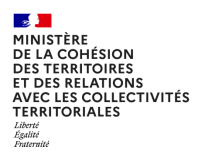 MINISTÈRE
DE LA COHÉSION
DES TERRITOIRES
ET DES RELATIONS
AVEC LES COLLECTIVITÉS
TERRITORIALES
Liberté
Égalité
Fraternité